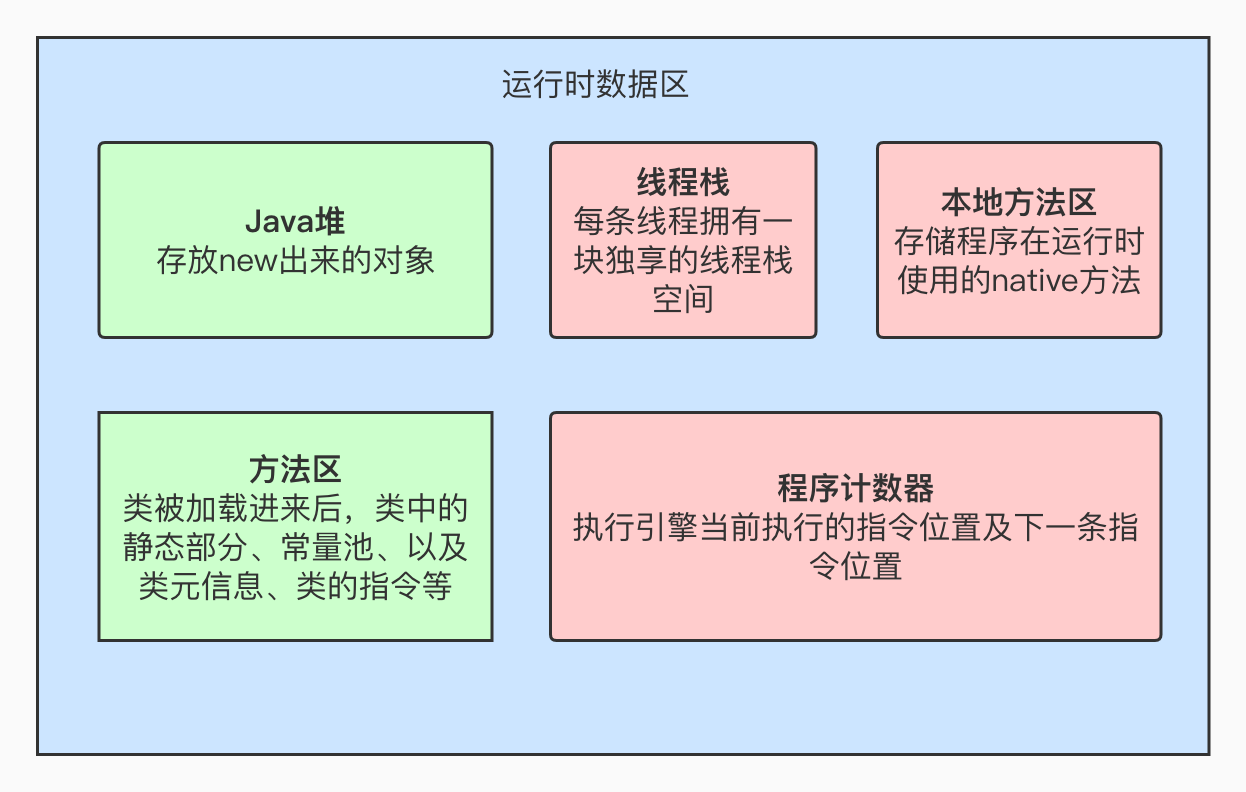 运行时数据区
Java堆
存放new出来的对象
线程栈
每条线程拥有一
块独享的线程栈
空间
本地方法区
存储程序在运行时
使用的native方法
方法区
类被加载进来后，类中的
静态部分、常量池、以及
类元信息、类的指令等
程序计数器
执行引擎当前执行的指令位置及下一条指
令位置